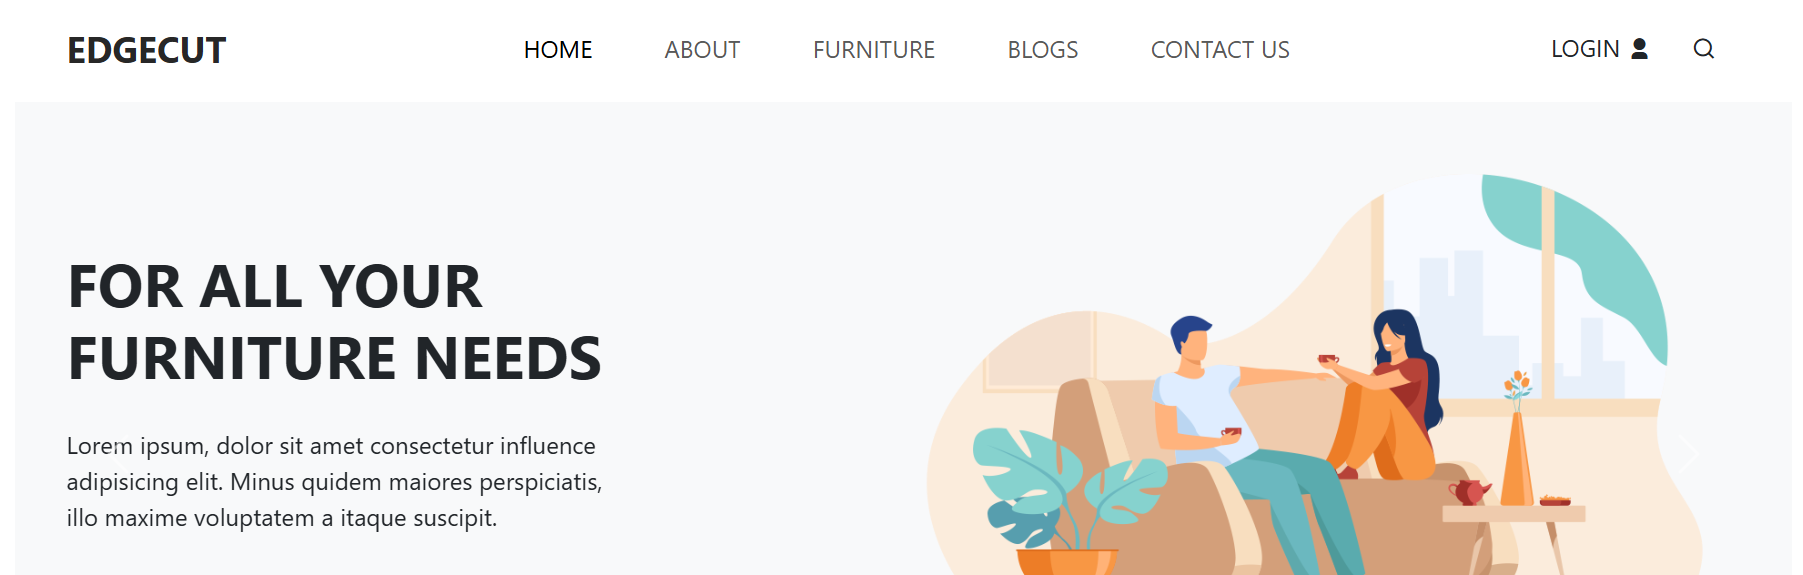 EDGECUT
HOME ABOUT FURNITURE BLOGS CONTACT US
LOGIN
FOR ALL YOUR
FURNITURE NEEDS
Lorem ipsum, dolor sit amet consectetur influence
adipisicing elit. Minus quidem maiores perspiciatis,
illo maxime voluptatem a itaque suscipit.